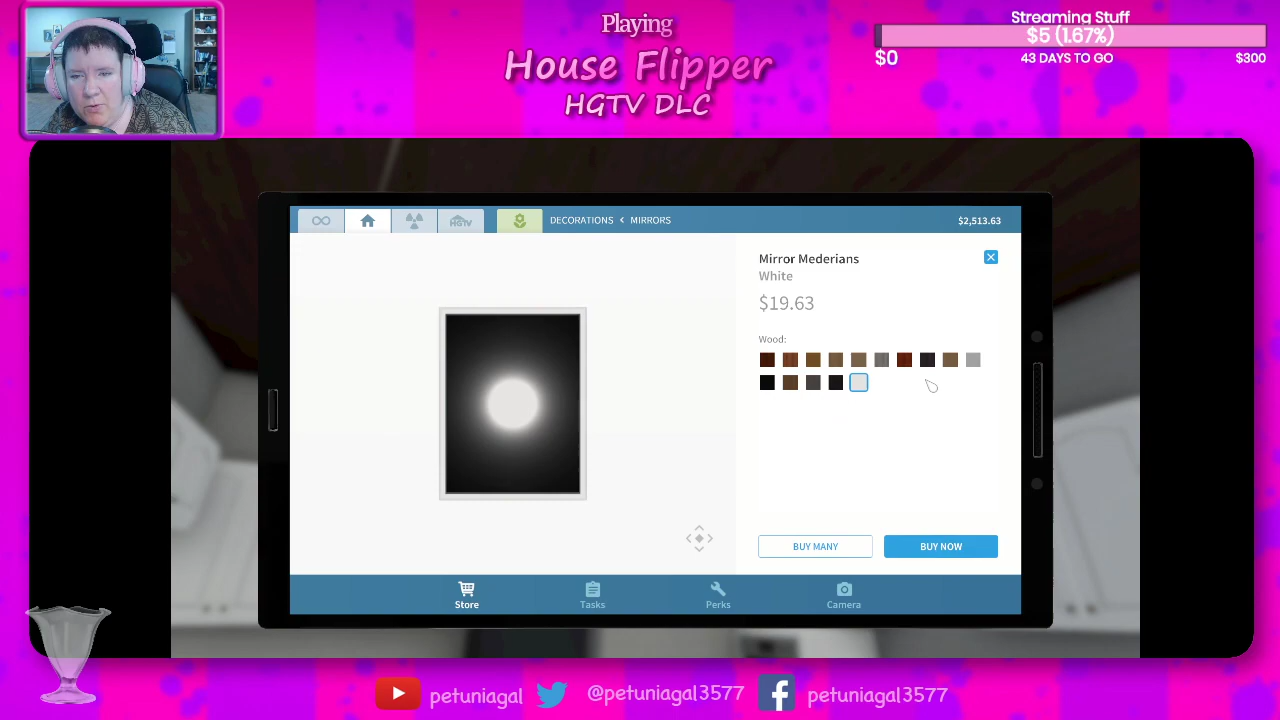 Playing
House Flipper
HGTV DLC
Streaming Stuff
$5 (1.67%)
$0
43 DAYS TO GO
$300
HGTV
DECORATIONS < MIRRORS
$2,513.63
Mirror Mederians
White
$19.63
Wood:
BUY MANY
BUY NOW
Store
Tasks
Perks
Camera
petuniagal
@petuniagal3577
petuniagal3577